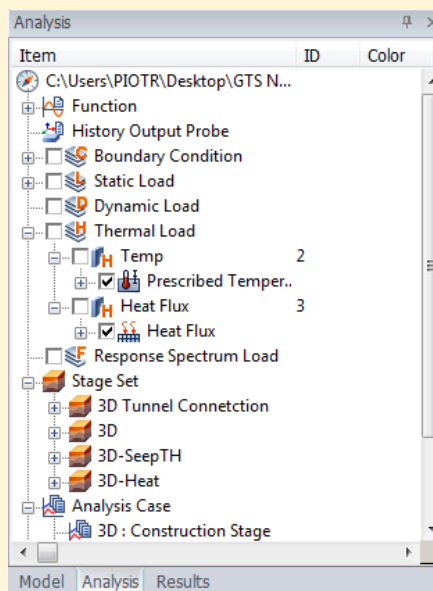 Analysis
Item ID Color
C:\Users\PIOTR\Desktop\GTS N...
Function
History Output Probe
Boundary Condition
Static Load
Dynamic Load
Thermal Load
Temp 2
Prescribed Temper..
Heat Flux 3
Heat Flux
Response Spectrum Load
Stage Set
3D Tunnel Connetction
3D
3D-SeepTH
3D-Heat
Analysis Case
3D : Construction Stage
Model Analysis Results